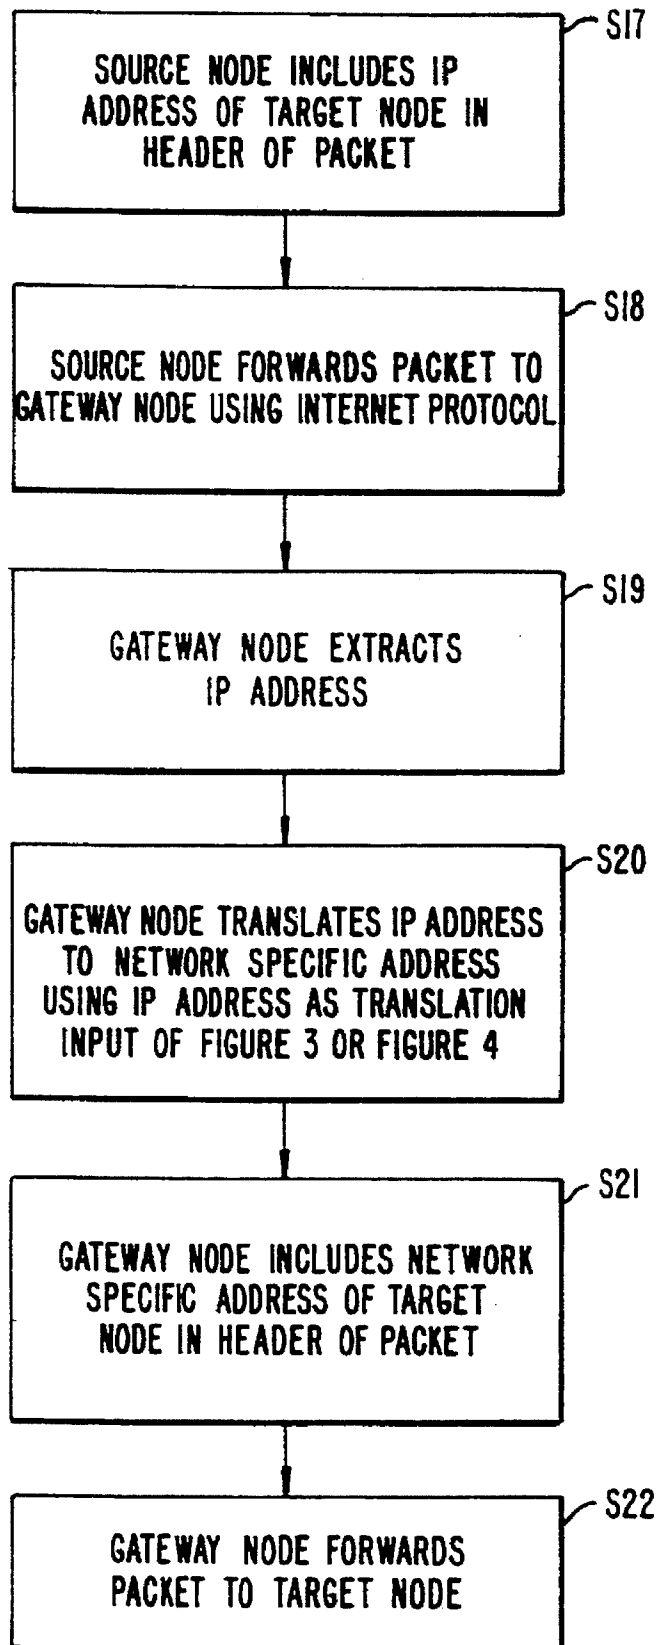 S17
SOURCE NODE INCLUDES IP
ADDRESS OF TARGET NODE IN
HEADER OF PACKET
S18
SOURCE NODE FORWARDS PACKET TO
GATEWAY NODE USING INTERNET PROTOCOL
S19
GATEWAY NODE EXTRACTS
IP ADDRESS
S20
GATEWAY NODE TRANSLATES IP ADDRESS
TO NETWORK SPECIFIC ADDRESS
USING IP ADDRESS AS TRANSLATION
INPUT OF FIGURE 3 OR FIGURE 4
S21
GATEWAY NODE INCLUDES NETWORK
SPECIFIC ADDRESS OF TARGET
NODE IN HEADER OF PACKET
S22
GATEWAY NODE FORWARDS
PACKET TO TARGET NODE